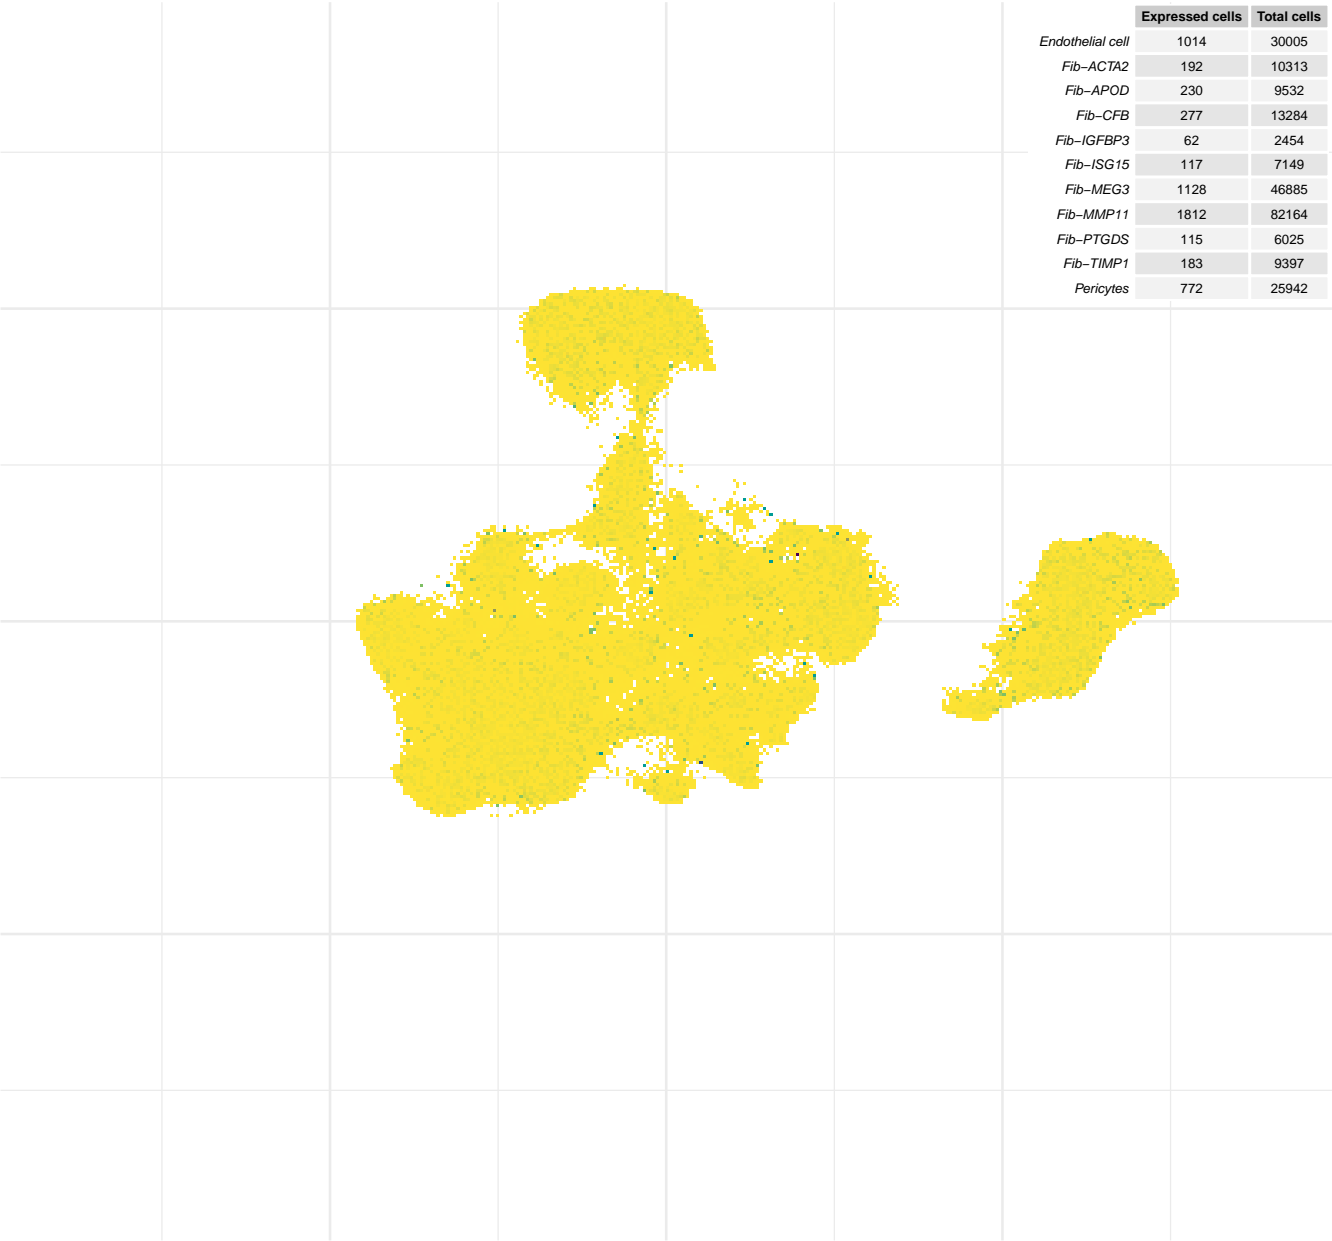 Expressed cells Total cells
Endothelial cell 1014 30005
Fib−ACTA2 192 10313
Fib−APOD 230 9532
Fib−CFB 277 13284
Fib−IGFBP3 62 2454
Fib−ISG15 117 7149
Fib−MEG3 1128 46885
Fib−MMP11 1812 82164
Fib−PTGDS 115 6025
Fib−TIMP1 183 9397
Pericytes 772 25942